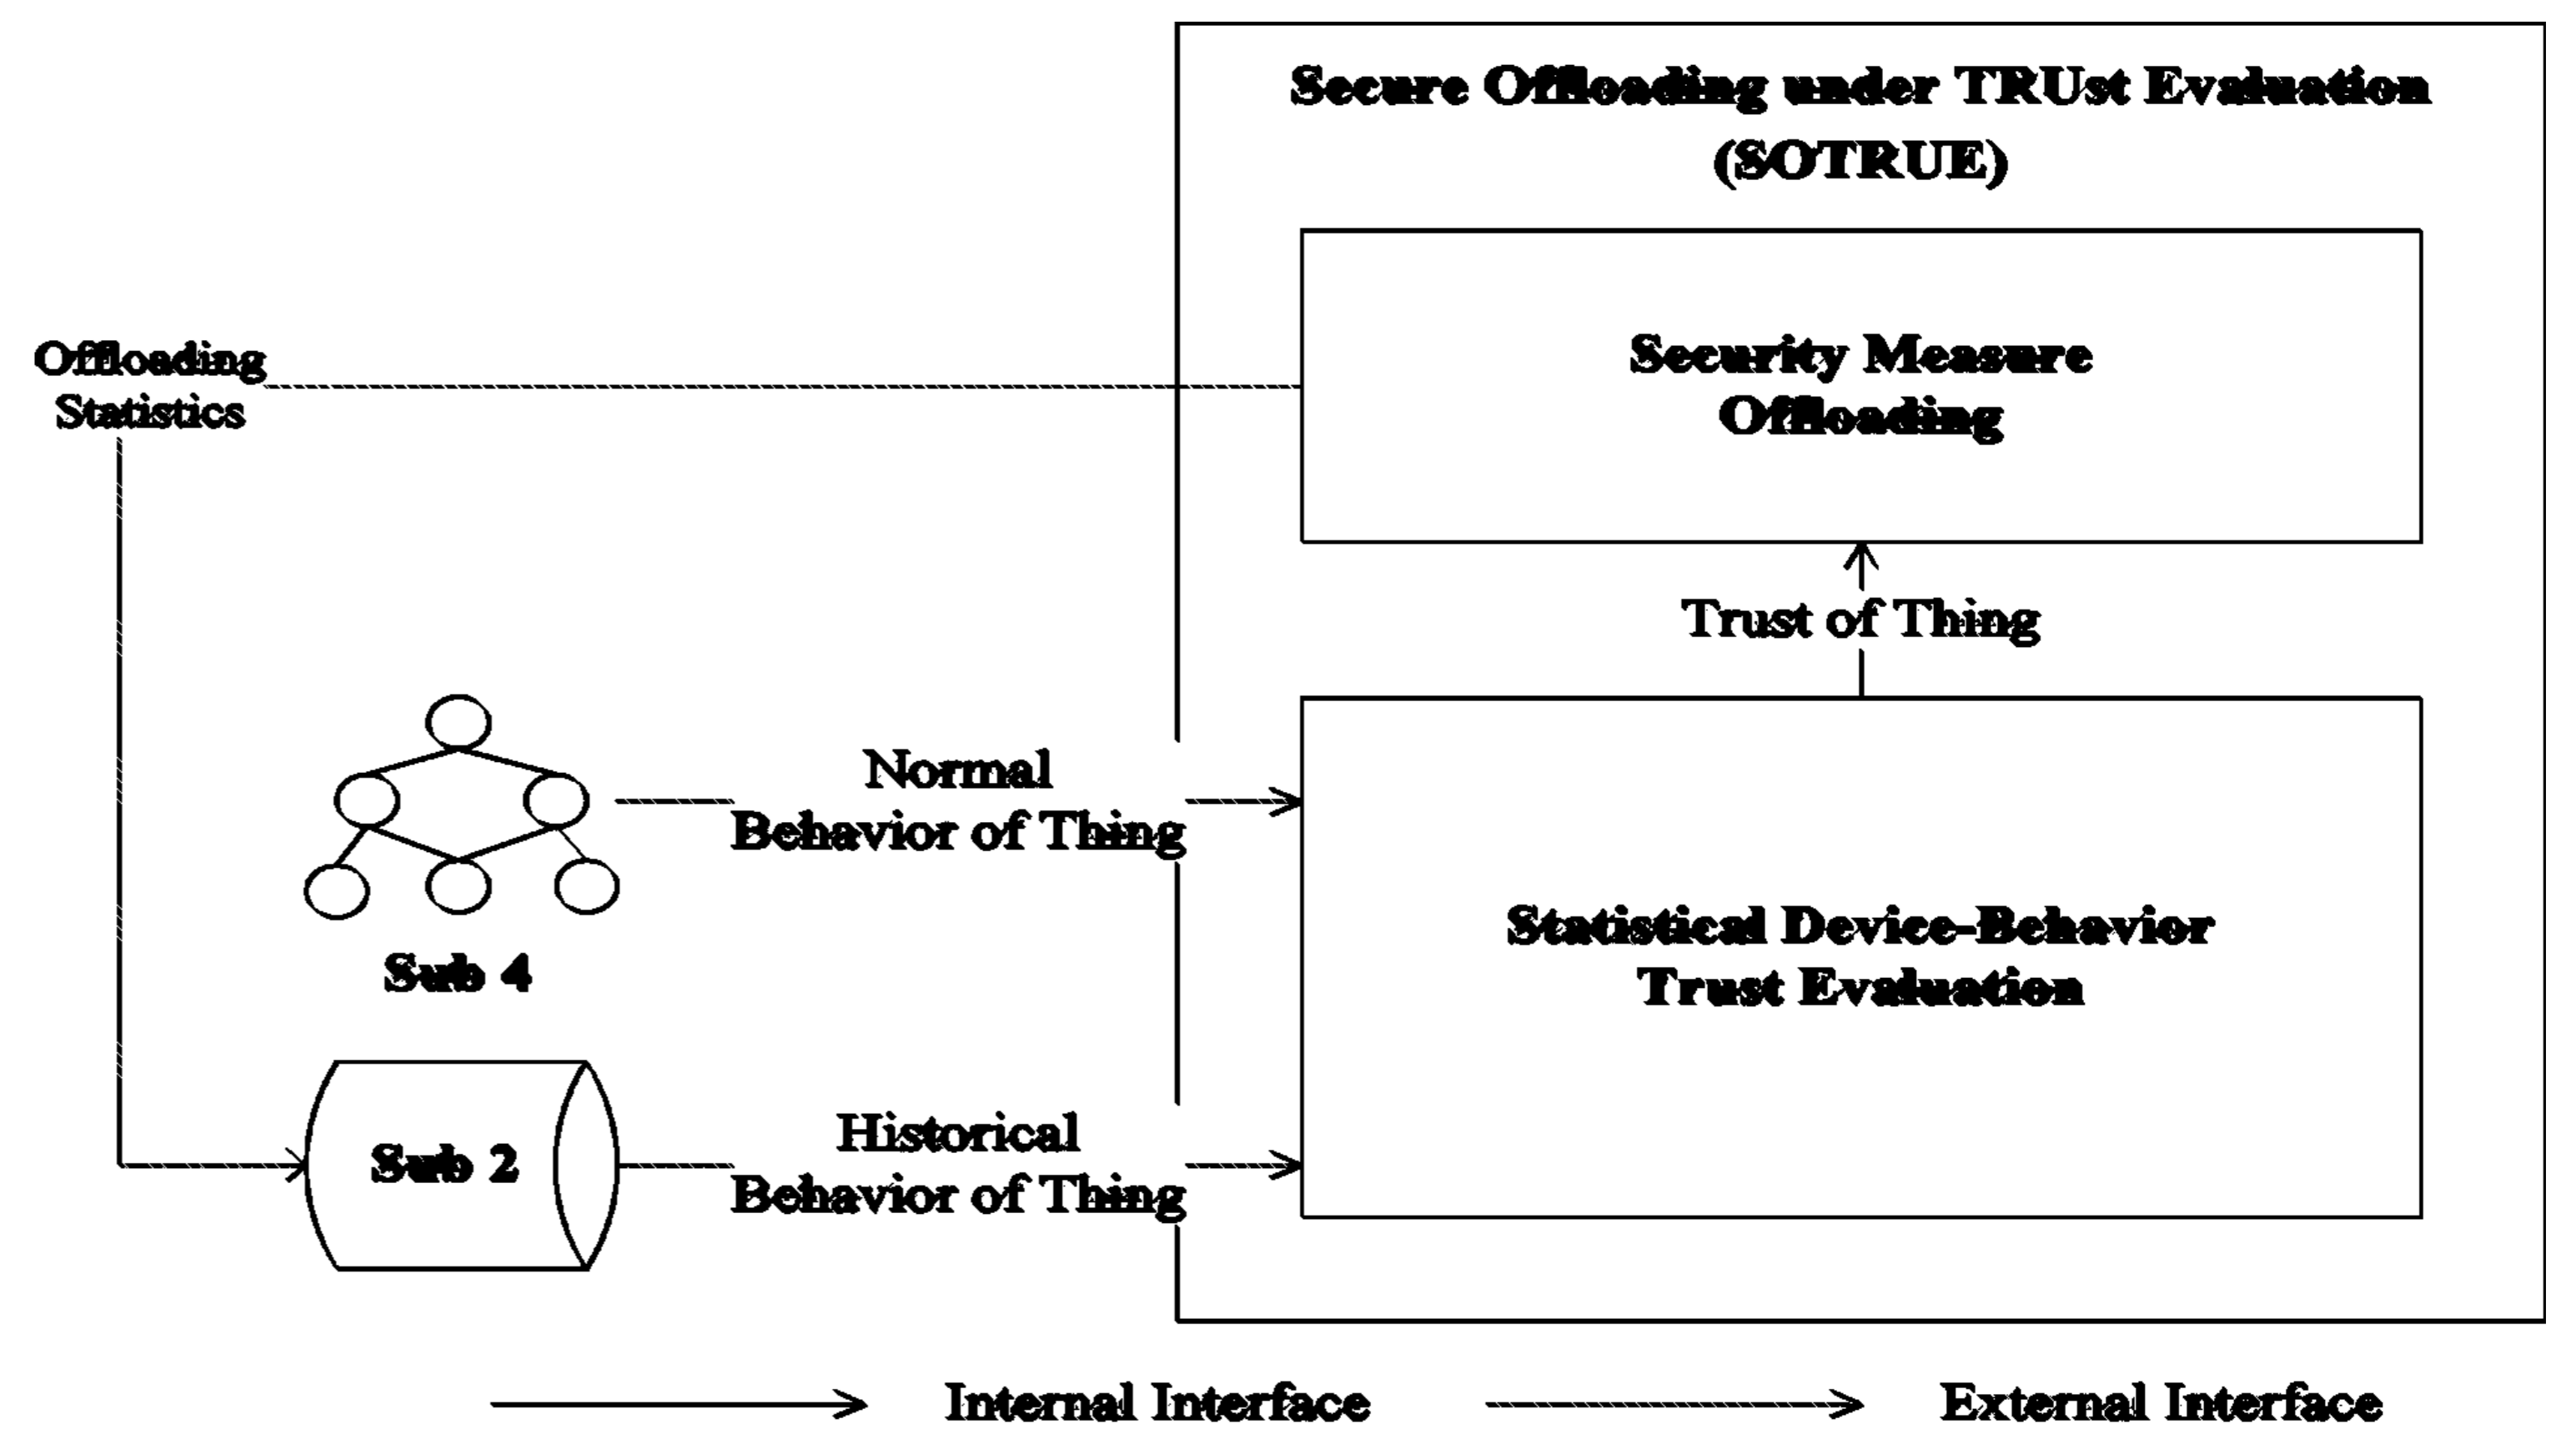 Secure Offloading under TRUst Evaluation
(SOTRUE)
Security Measure
Offloading
Offloading
Statistics
Trust of Thing
Normal
Behavior of Thing
Statistical Device-Behavior
Trust Evaluation
Sub 4
Historical
Behavior of Thing
Sub 2
Internal Interface
External Interface